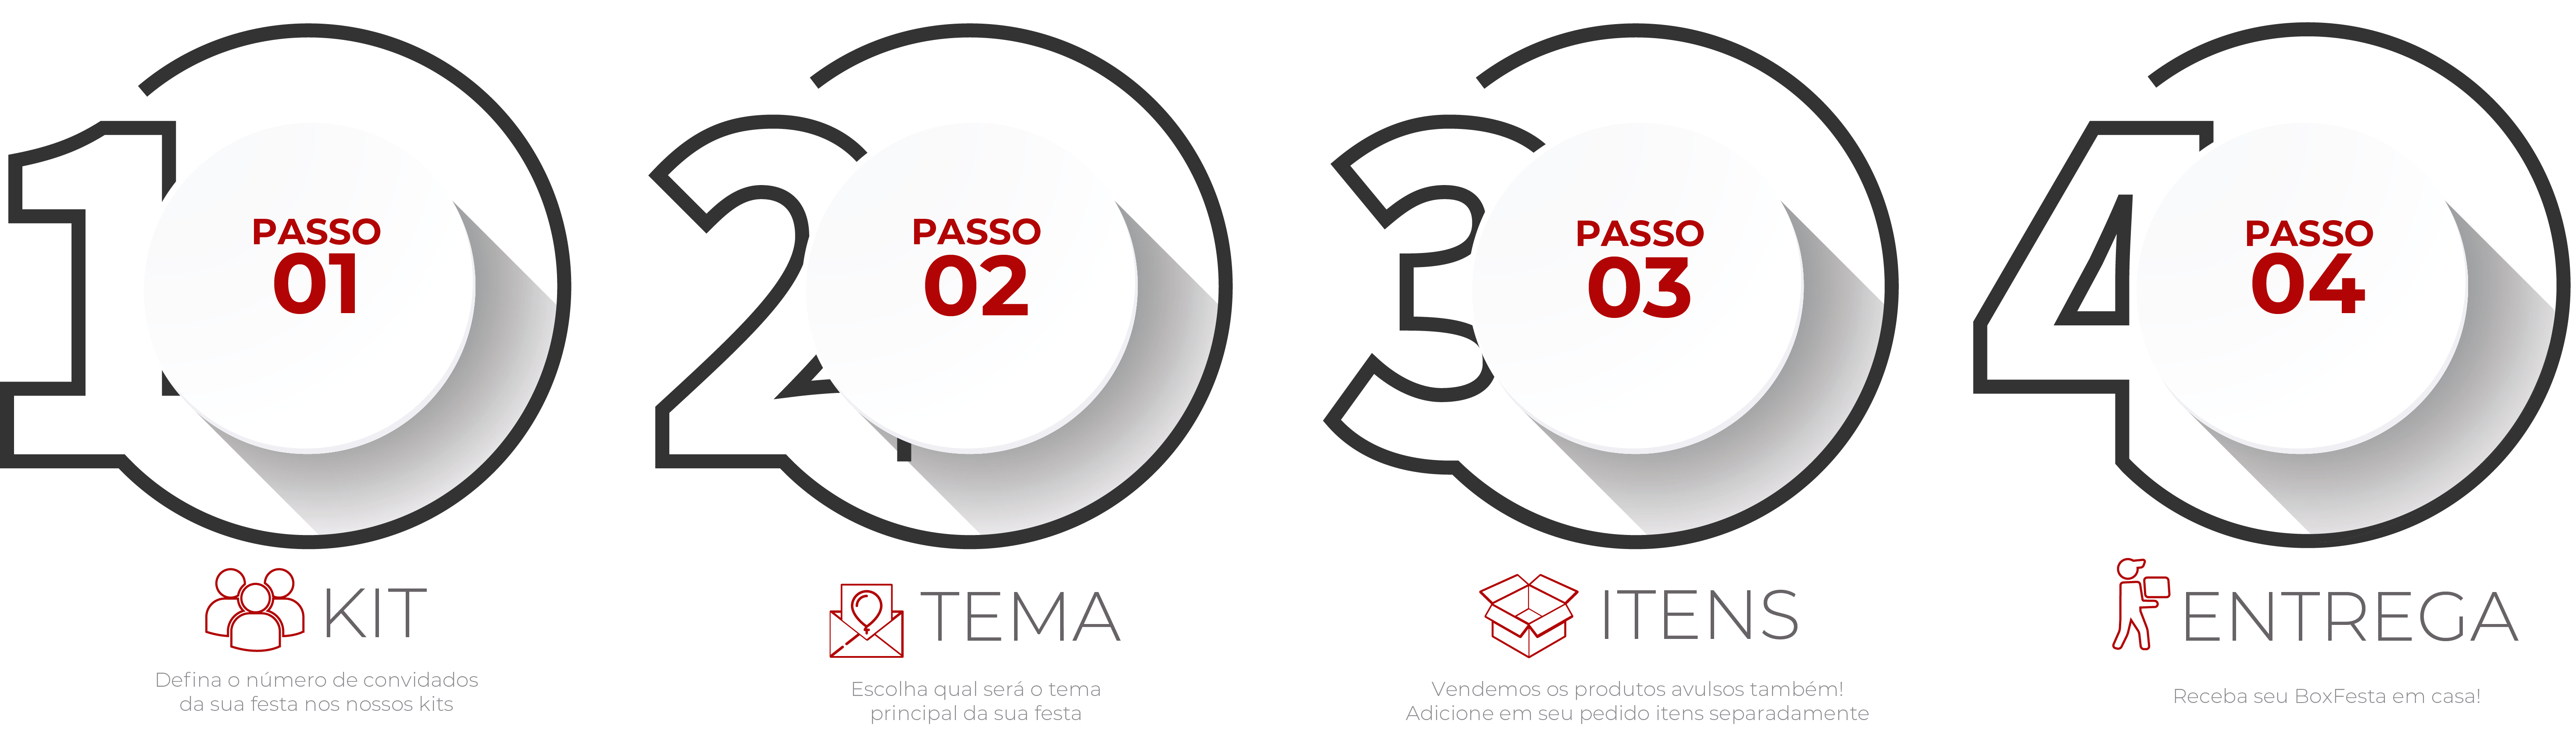 1
PASSO
01
KIT
Defina o número de convidados
da sua festa nos nossos kits
2
PASSO
02
TEMA
Escolha qual será o tema
principal da sua festa
3
PASSO
03
ITENS
Vendemos os produtos avulsos também!
Adicione em seu pedido itens separadamente
4
PASSO
04
ENTREGA
Receba seu BoxFesta em casa!